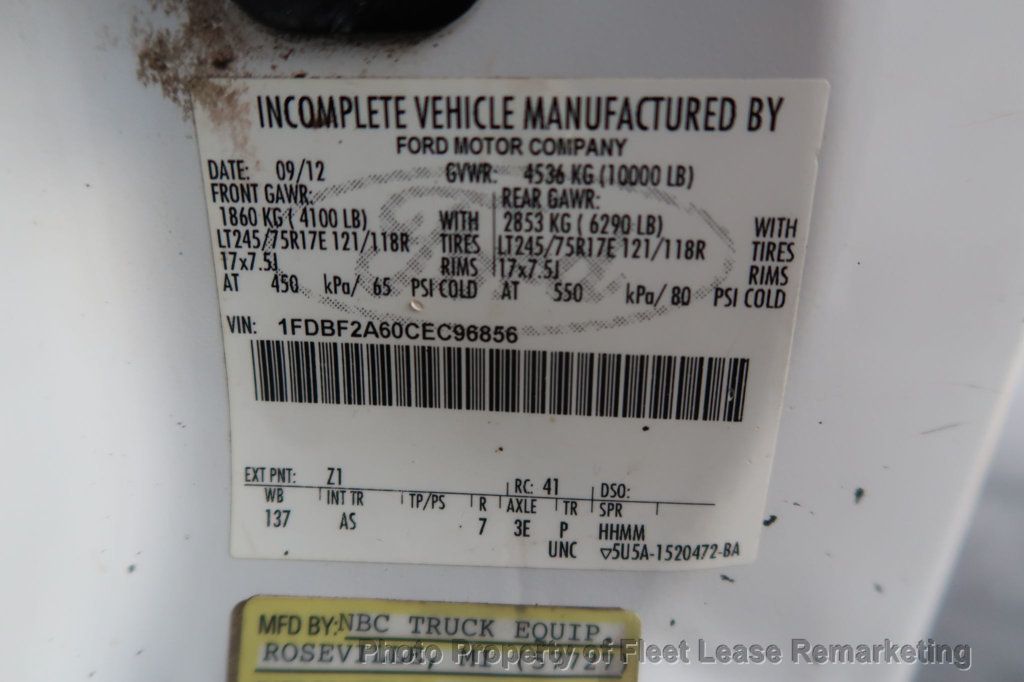 INCOMPLETE VEHICLE MANUFACTURED BY
FORD MOTOR COMPANY
DATE: 09/12 GVWR: 4536 KG (10000 LB)
FRONT GAWR: REAR GAWR:
1860 KG ( 4100 LB) WITH 2853 KG ( 6290 LB) WITH
LT245/75R17E 121/118R TIRES LT245/75R17E 121/118R TIRES
17x7.5J RIMS 17x7.5J RIMS
AT 450 kPa/ 65 PSI COLD AT 550 kPa/ 80 PSI COLD
VIN: 1FDBF2A60CEC96856
EXT PNT: Z1 RC: 41 DSO:
WB INT TR TP/PS R AXLE TR SPR
137 AS 7 3E P HHMM
UNC ▽5U5A-1520472-BA
MFD BY: NBC TRUCK EQUIP.
ROSEVILLE, MI
Photo Property of Fleet Lease Remarketing